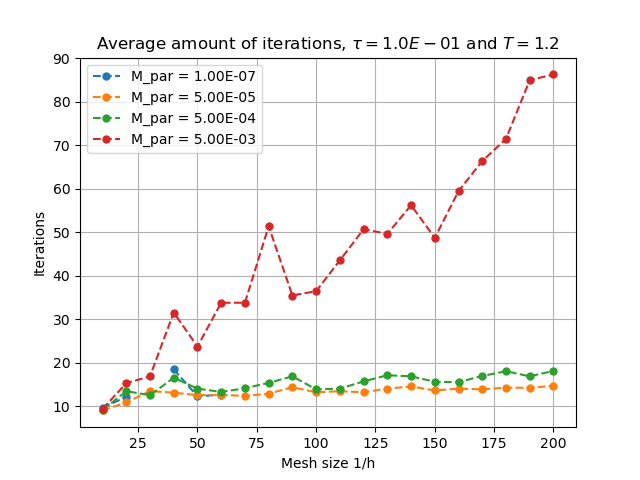 Average amount of iterations, τ = 1.0E − 01 and T = 1.2
M_par = 1.00E-07
M_par = 5.00E-05
M_par = 5.00E-04
M_par = 5.00E-03
90
80
70
60
50
40
30
20
10
Iterations
25 50 75 100 125 150 175 200
Mesh size 1/h